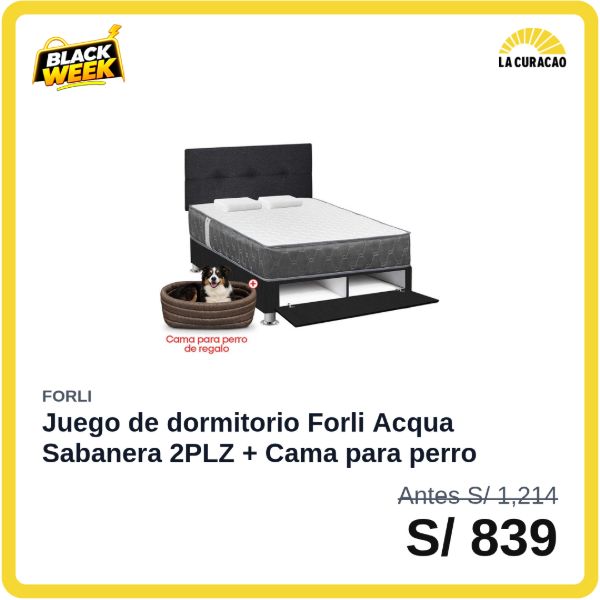 BLACK
WEEK
LA CURACAO
+
Cama para perro
de regalo
FORLI
Juego de dormitorio Forli Acqua
Sabanera 2PLZ + Cama para perro
Antes S/ 1,214
S/ 839